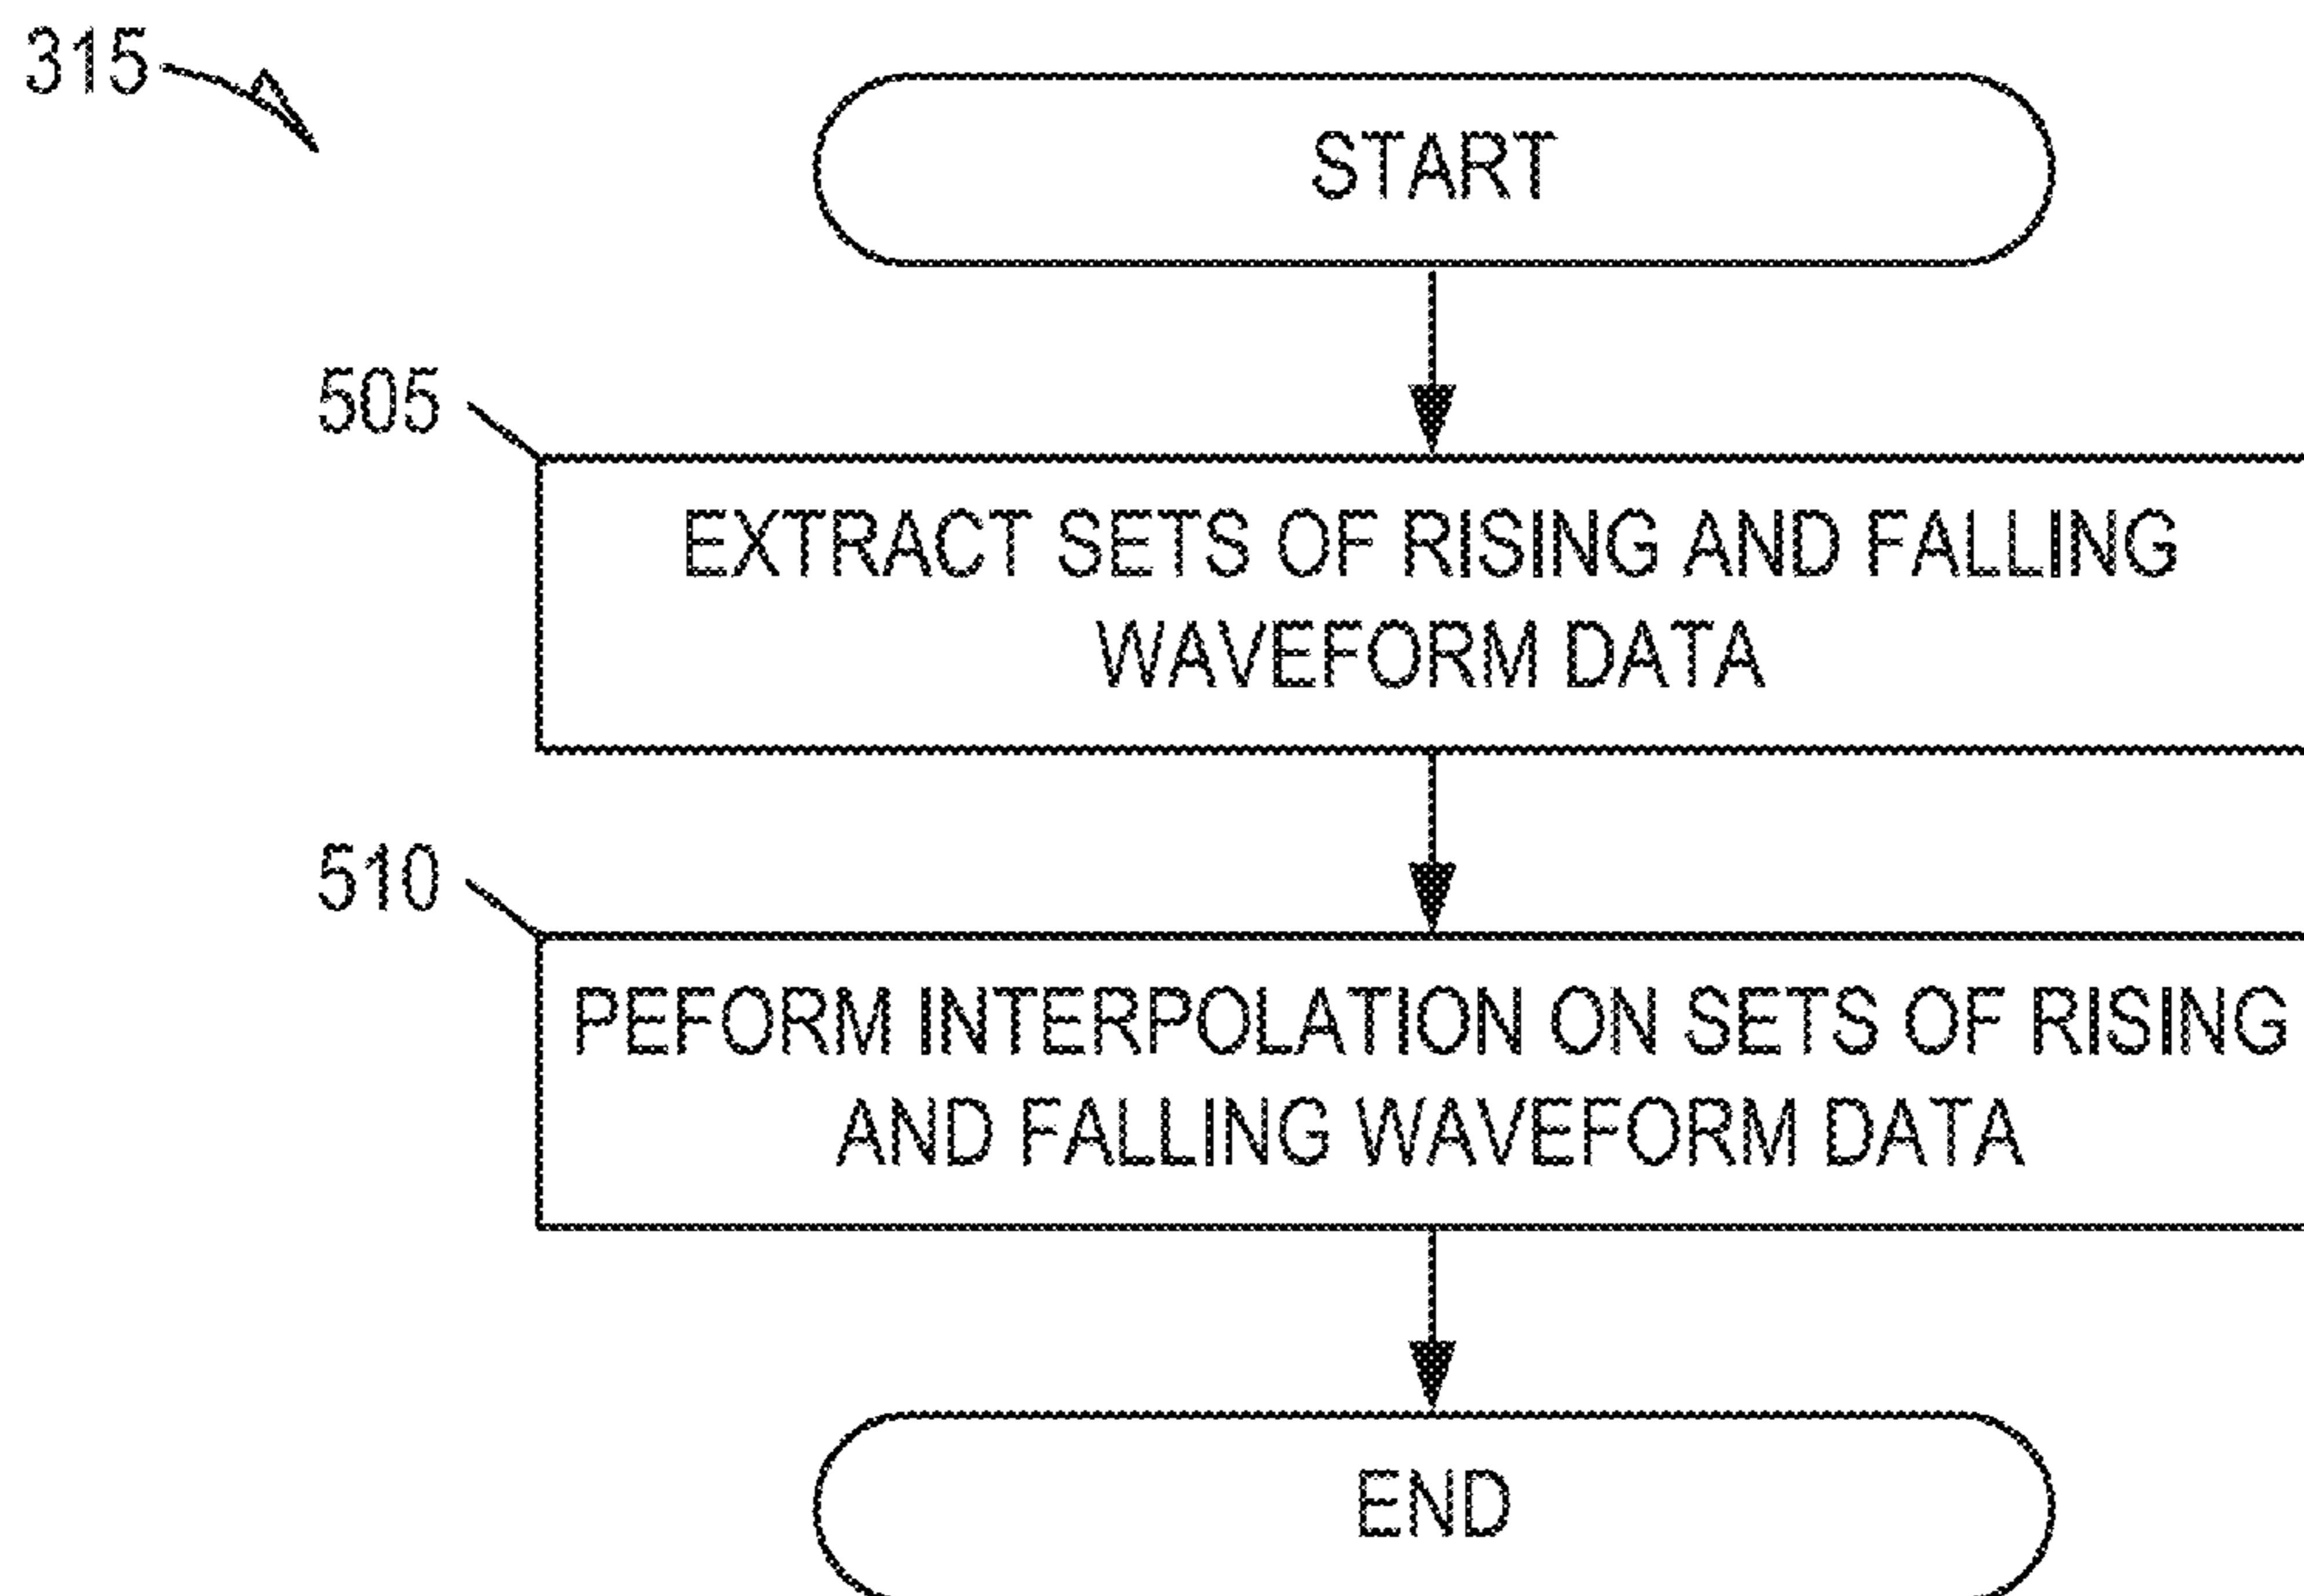 315
START
505
EXTRACT SETS OF RISING AND FALLING
WAVEFORM DATA
510
PEFORM INTERPOLATION ON SETS OF RISING
AND FALLING WAVEFORM DATA
END